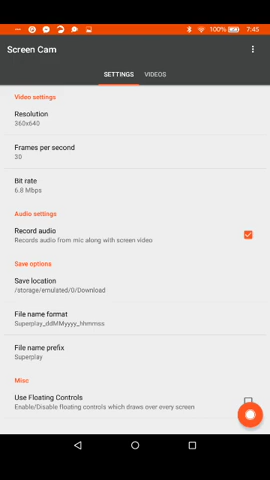 100% 7:45
Screen Cam
SETTINGS VIDEOS
Video settings
Resolution
360x640
Frames per second
30
Bit rate
6.8 Mbps
Audio settings
Record audio
Records audio from mic along with screen video
Save options
Save location
/storage/emulated/0/Download
File name format
Superplay_ddMMyyyy_hhmmss
File name prefix
Superplay
Misc
Use Floating Controls
Enable/Disable floating controls which draws over every screen